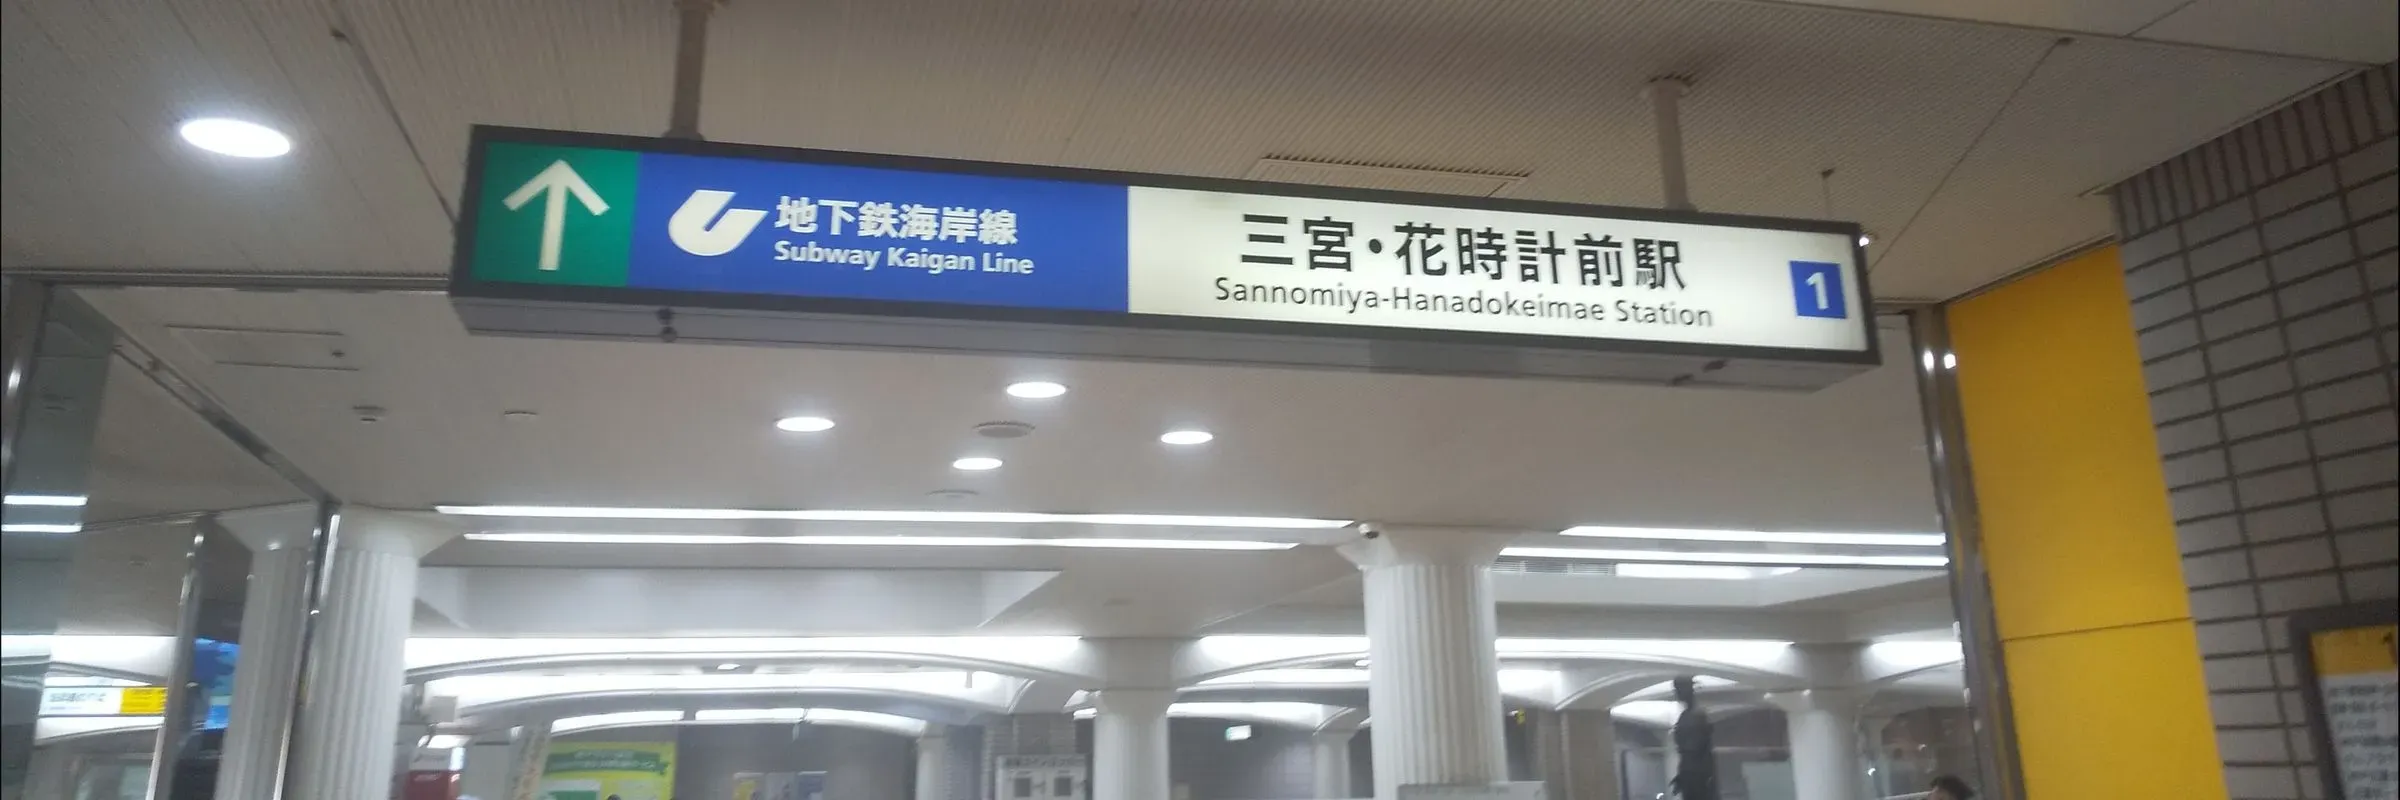 地下鉄海岸線
Subway Kaigan Line
三宮・花時計前駅
Sannomiya-Hanadokeimae Station
1